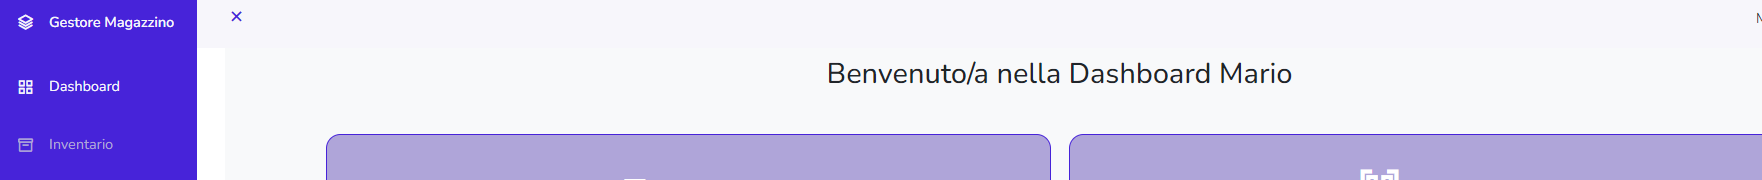 Gestore Magazzino
Dashboard
Inventario
Benvenuto/a nella Dashboard Mario